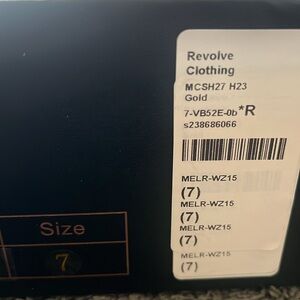 Revolve
Clothing
MCSH27 H23
Gold
7-VB52E-0b*R
s238686066
MELR-WZ15
(7)
MELR-WZ15
(7)
MELR-WZ15
(7)
MELR-WZ15
(7)
Size
7